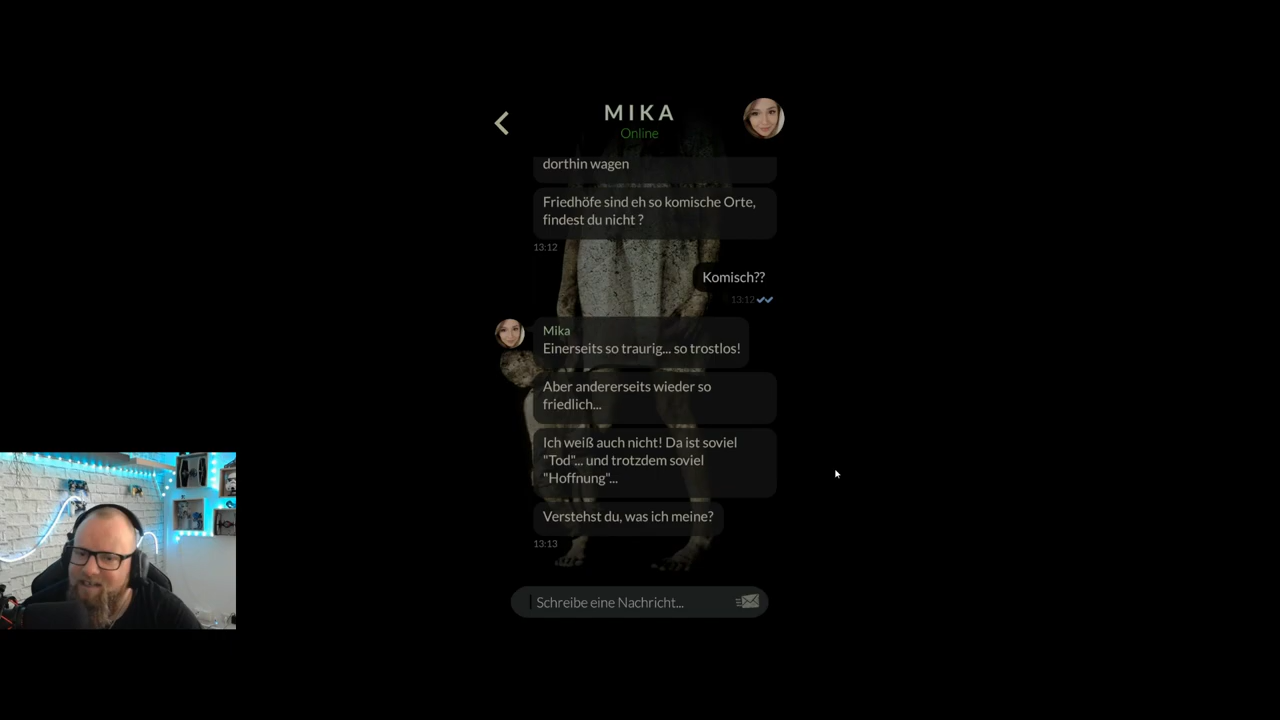 MIKA
Online
dorthin wagen
Friedhöfe sind eh so komische Orte,
findest du nicht ?
13:12
Komisch??
13:12
Mika
Einerseits so traurig... so trostlos!
Aber andererseits wieder so
friedlich...
Ich weiß auch nicht! Da ist soviel
"Tod"... und trotzdem soviel
"Hoffnung"...
Verstehst du, was ich meine?
13:13
Schreibe eine Nachricht...